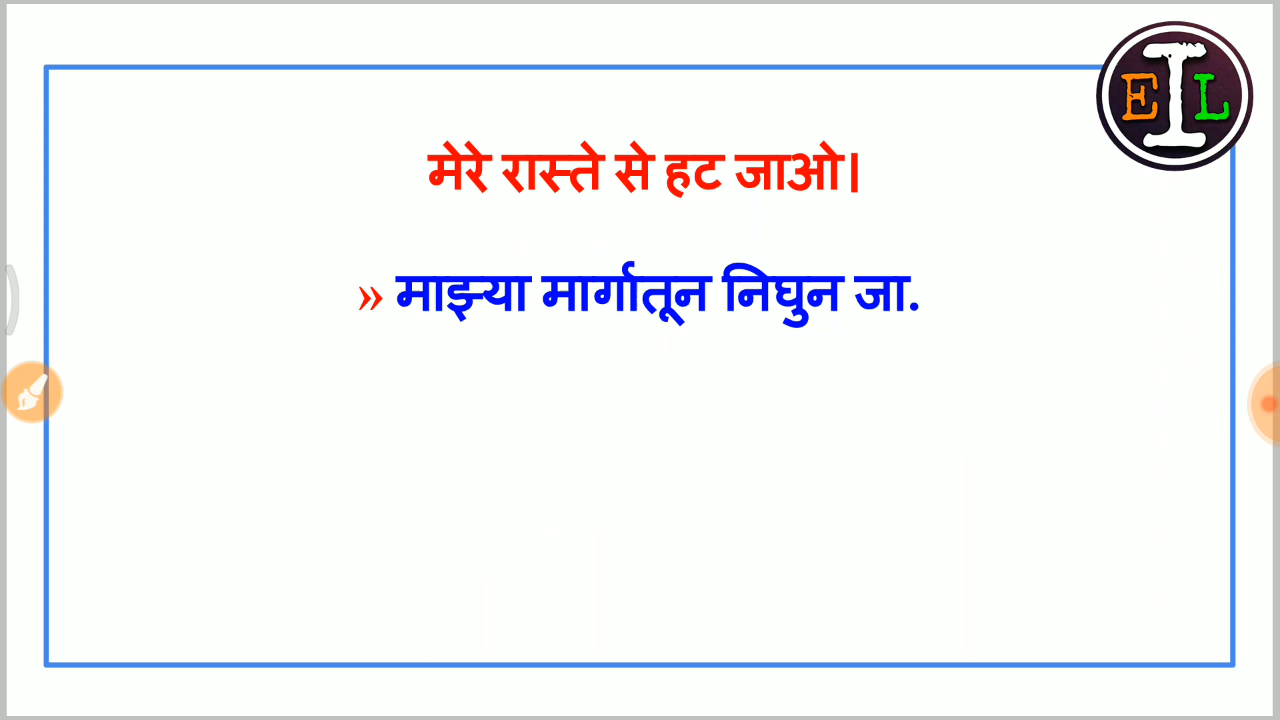 EIL
मेरे रास्ते से हट जाओ।
» माझ्या मार्गातून निघुन जा.